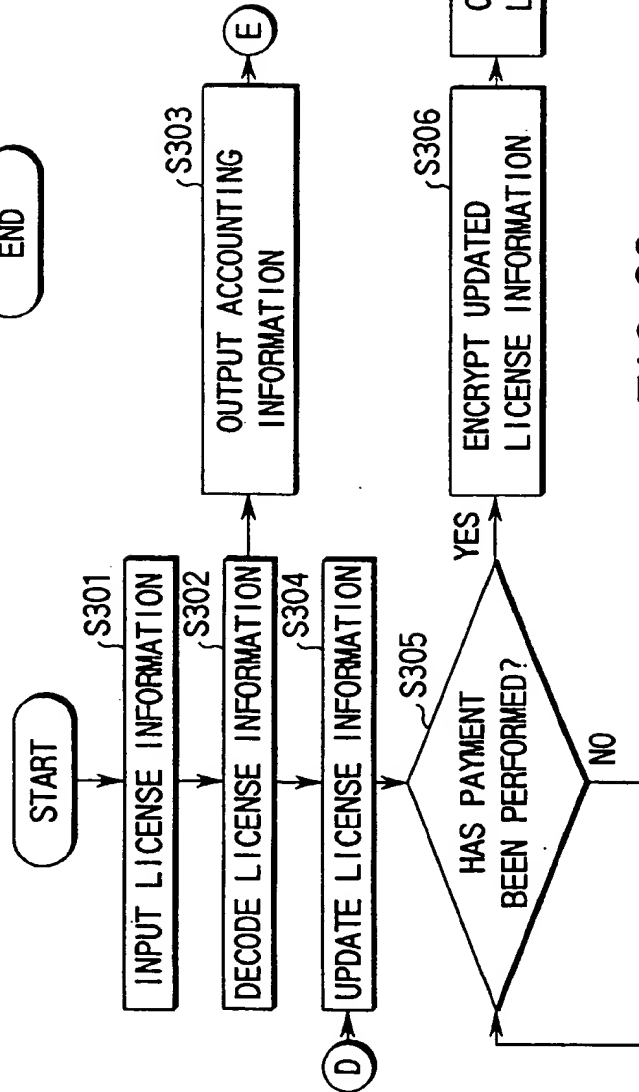 START
S301
INPUT LICENSE INFORMATION
S302
DECODE LICENSE INFORMATION
S303
OUTPUT ACCOUNTING
INFORMATION
E
S304
D
UPDATE LICENSE INFORMATION
S305
HAS PAYMENT
BEEN PERFORMED?
YES
NO
S306
ENCRYPT UPDATED
LICENSE INFORMATION
END